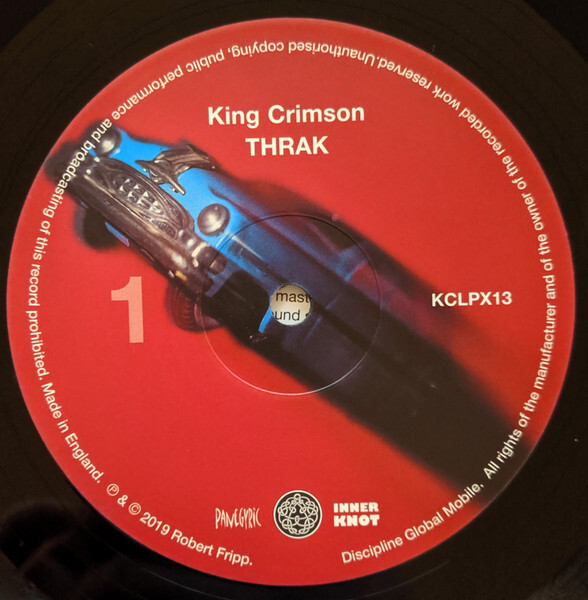 King Crimson
THRAK
1
KCLPX13
mast
und
PANEGYRIC
INNER
KNOT
Discipline Global Mobile. All rights of the manufacturer and of the owner of the recorded work reserved.Unauthorised copying, public performance and broadcasting of this record prohibited. Made in England. ℗ & © 2019 Robert Fripp.